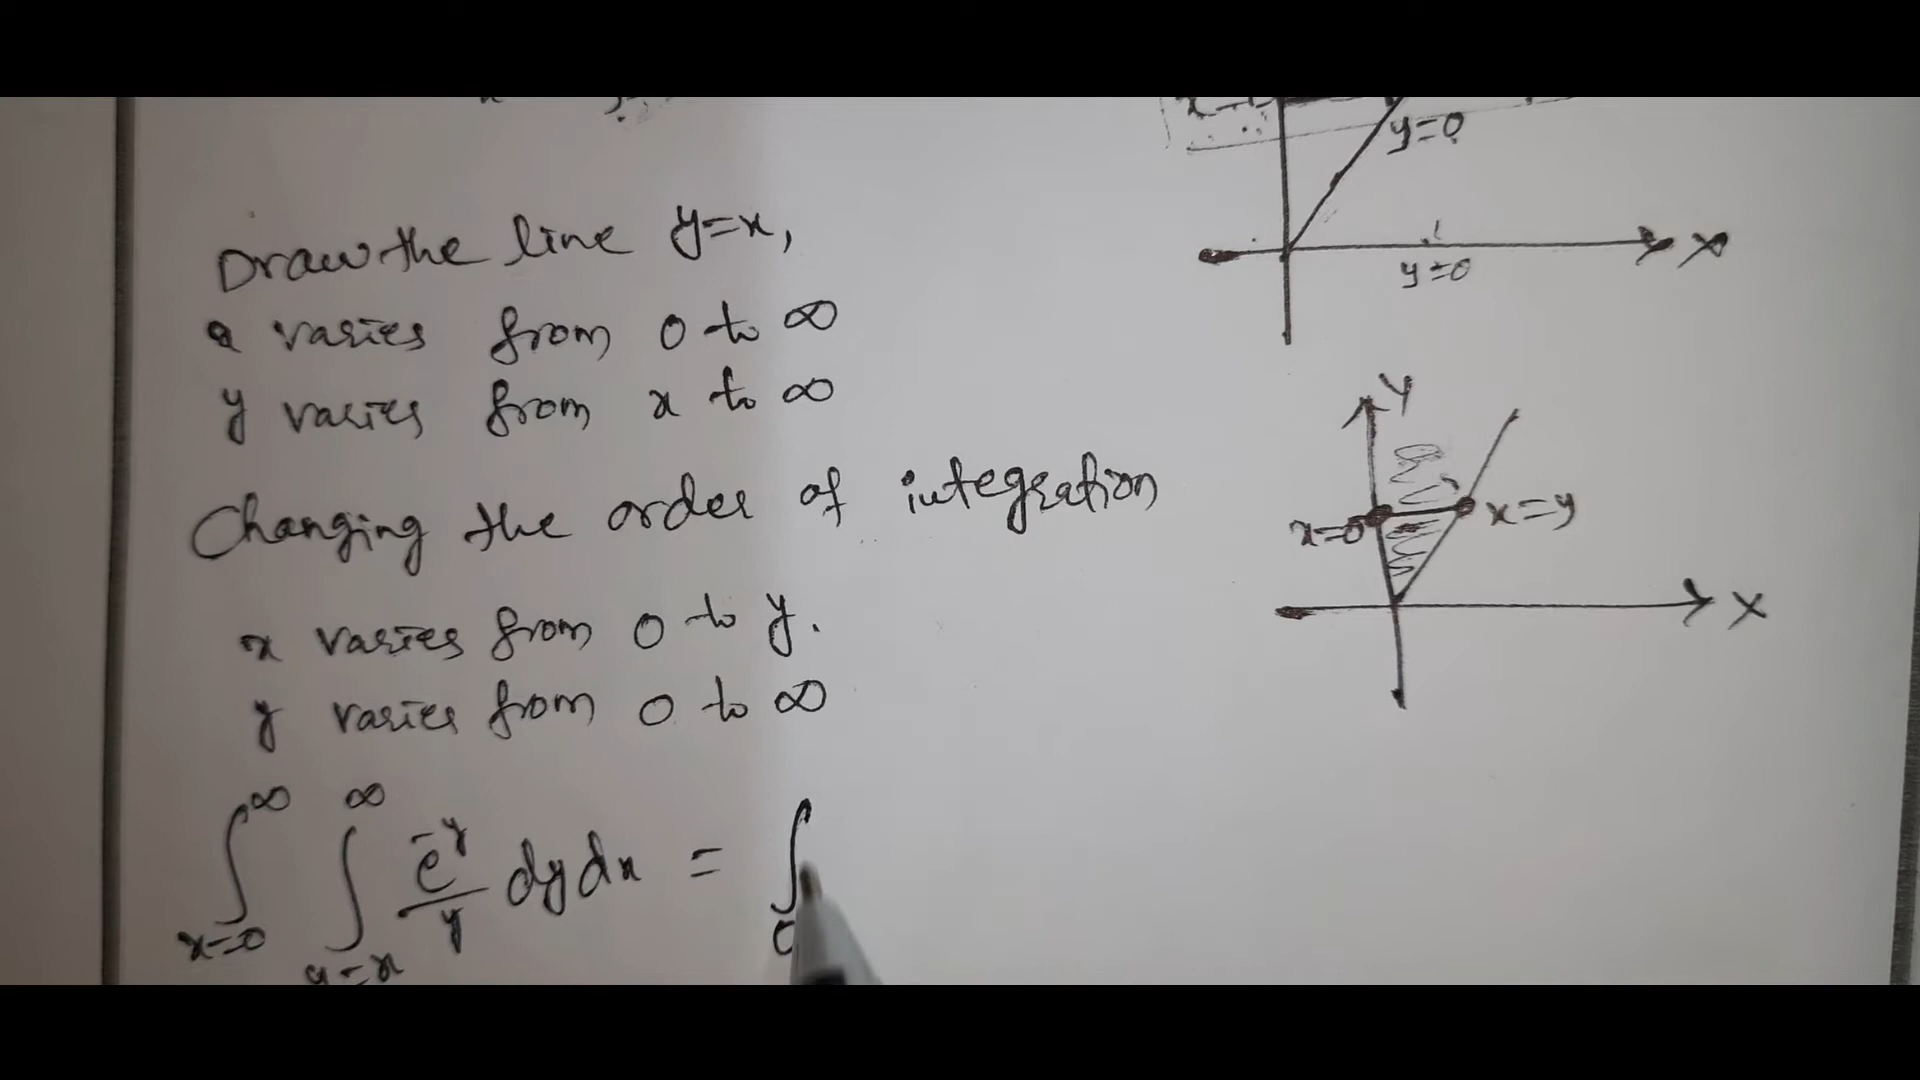 Draw the line y=x,
x varies from 0 to ∞
y varies from x to ∞
Changing the order of integration
x varies from 0 to y.
y varies from 0 to ∞
∫_{x=0}^{∞} ∫_{y=x}^{∞} e^{-y}/y dy dx = ∫_0
y=0
X
y=0
Y
x=0
x=y
X